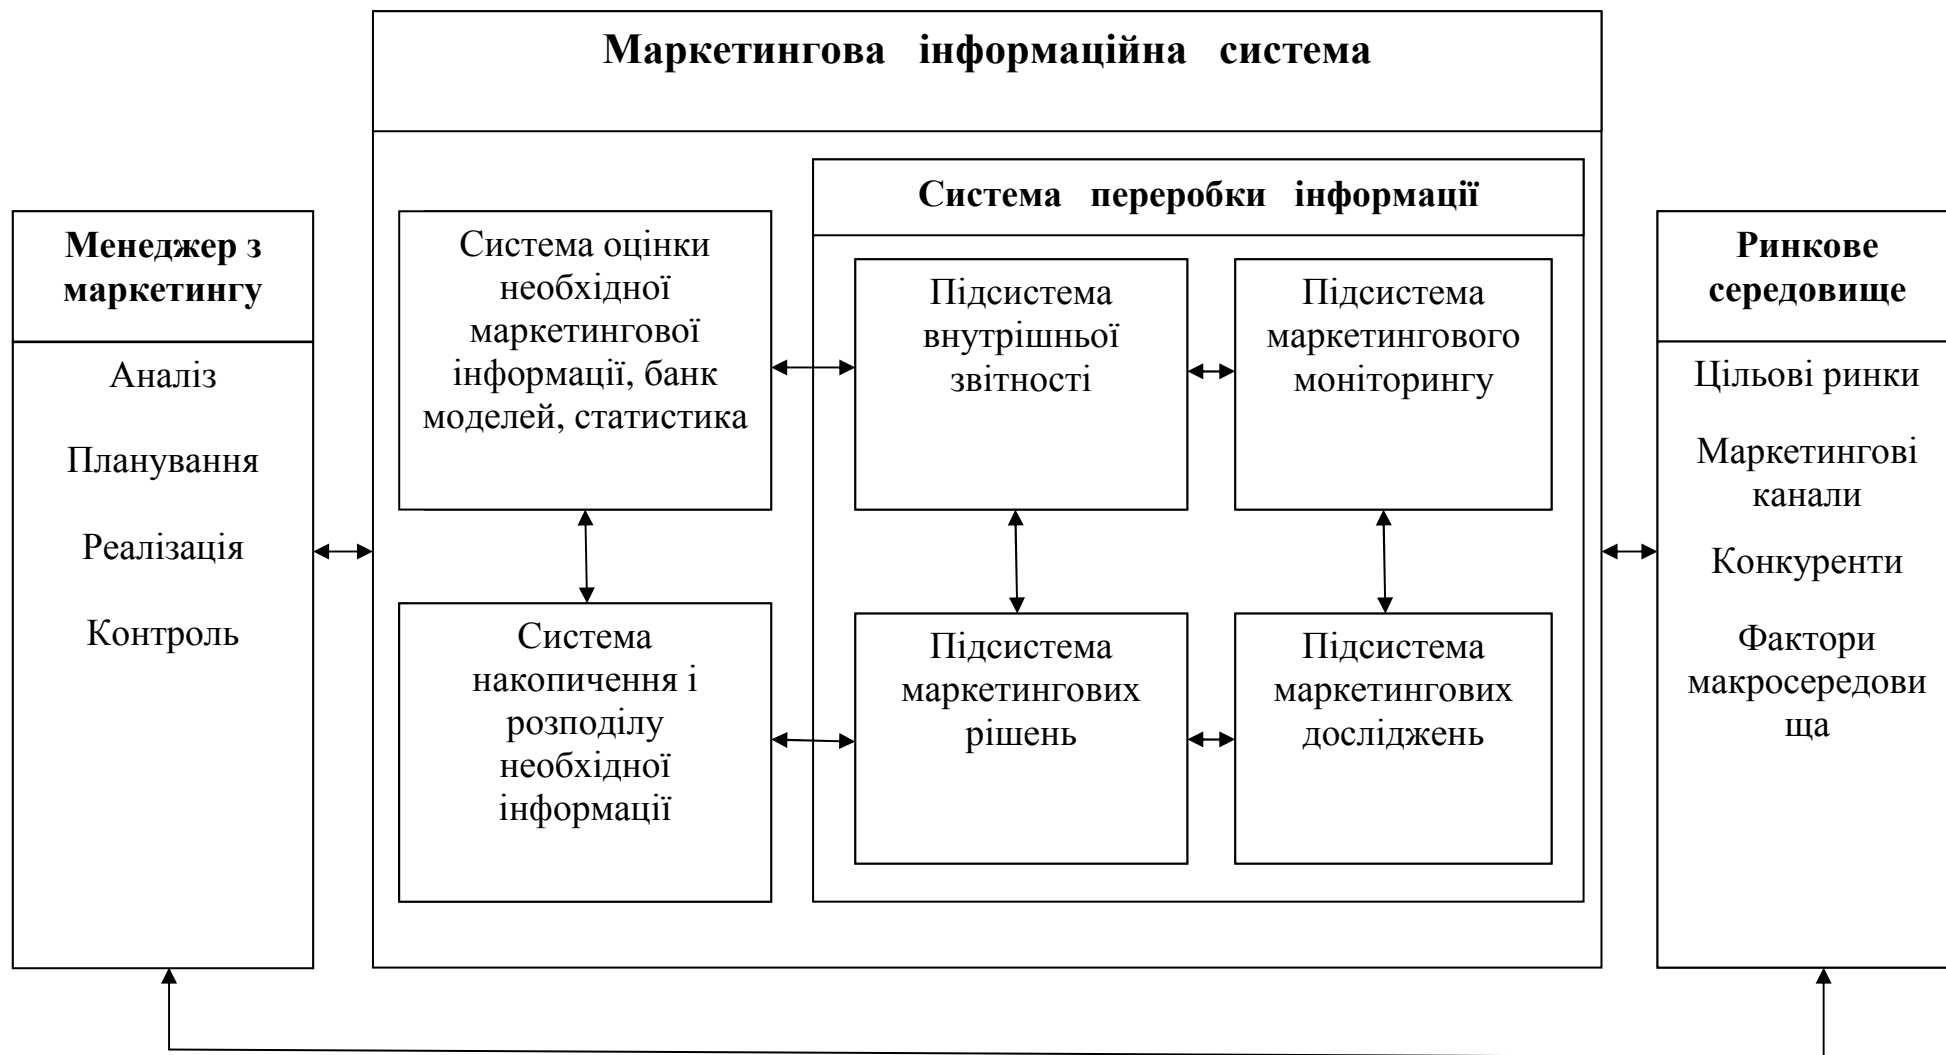 Маркетингова інформаційна система
Менеджер з
маркетингу
Аналіз
Планування
Реалізація
Контроль
Система оцінки
необхідної
маркетингової
інформації, банк
моделей, статистика
Система
накопичення і
розподілу
необхідної
інформації
Система переробки інформації
Підсистема
внутрішньої
звітності
Підсистема
маркетингового
моніторингу
Підсистема
маркетингових
рішень
Підсистема
маркетингових
досліджень
Ринкове
середовище
Цільові ринки
Маркетингові
канали
Конкуренти
Фактори
макросередови
ща